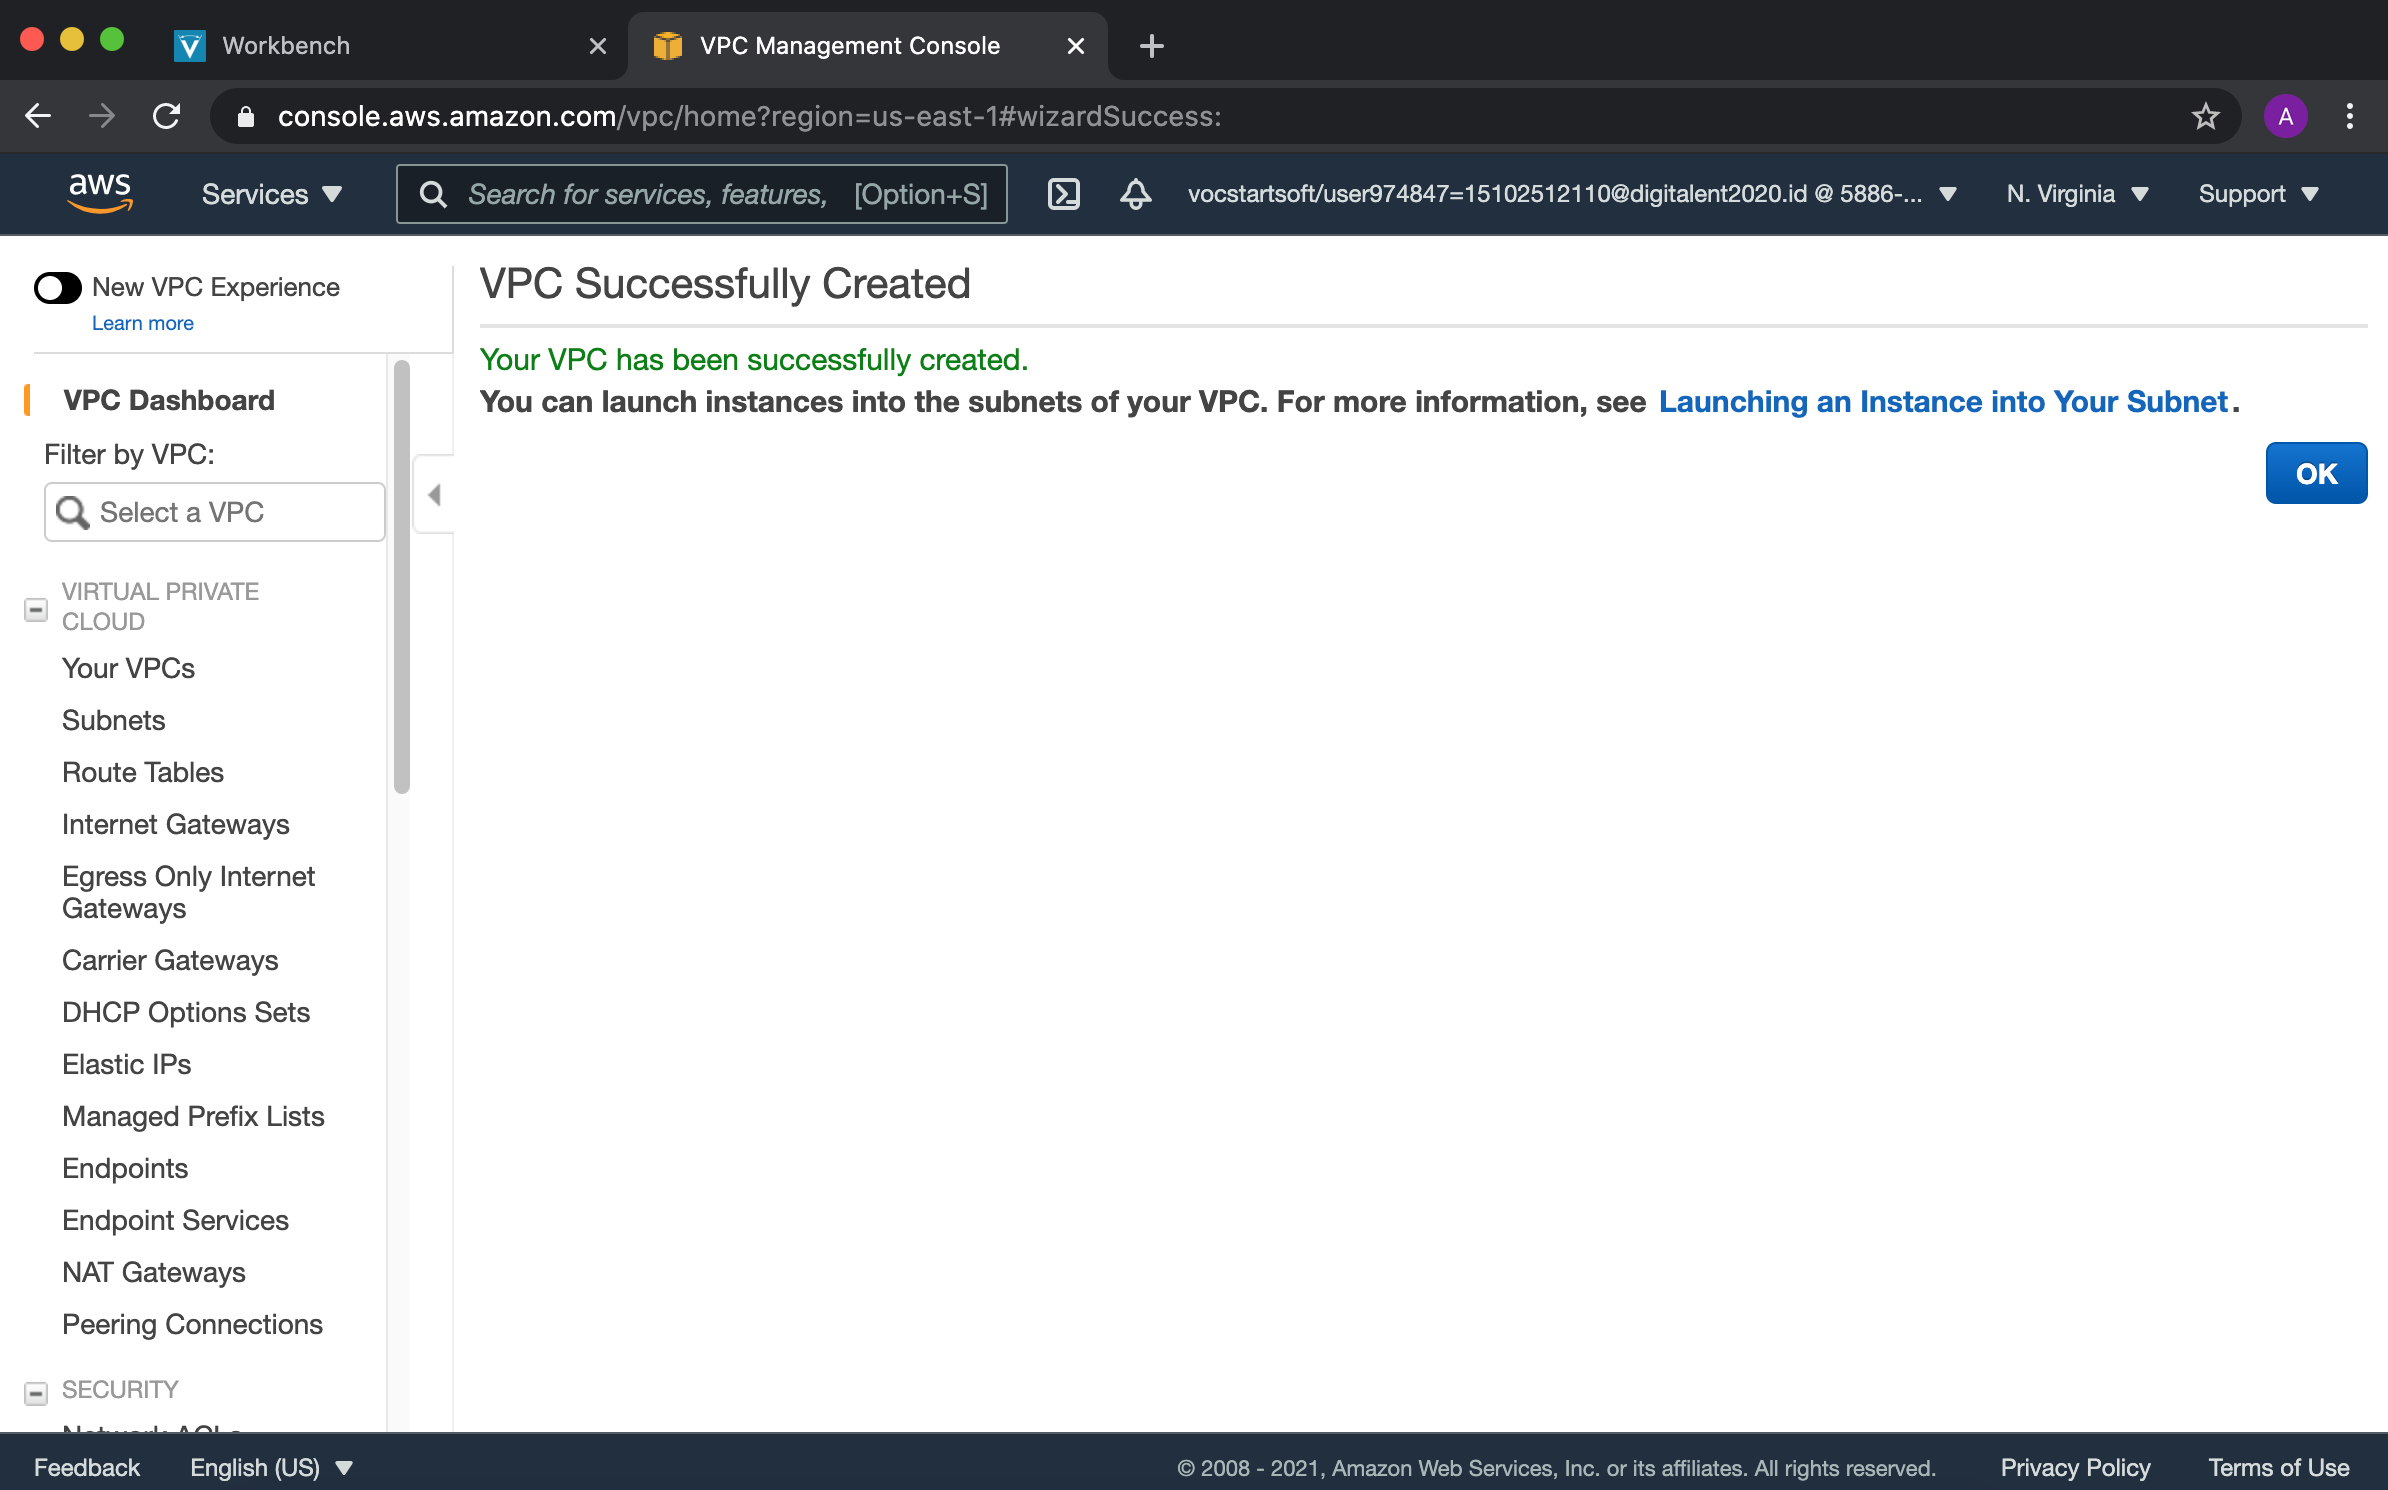 Workbench
VPC Management Console
console.aws.amazon.com/vpc/home?region=us-east-1#wizardSuccess:
A
aws
Services
Search for services, features, [Option+S]
vocstartsoft/user974847=15102512110@digitalent2020.id @ 5886-...
N. Virginia
Support
New VPC Experience
Learn more
VPC Dashboard
Filter by VPC:
Select a VPC
VIRTUAL PRIVATE
CLOUD
Your VPCs
Subnets
Route Tables
Internet Gateways
Egress Only Internet
Gateways
Carrier Gateways
DHCP Options Sets
Elastic IPs
Managed Prefix Lists
Endpoints
Endpoint Services
NAT Gateways
Peering Connections
SECURITY
Network ACLs
VPC Successfully Created
Your VPC has been successfully created.
You can launch instances into the subnets of your VPC. For more information, see Launching an Instance into Your Subnet.
OK
Feedback
English (US)
© 2008 - 2021, Amazon Web Services, Inc. or its affiliates. All rights reserved.
Privacy Policy
Terms of Use